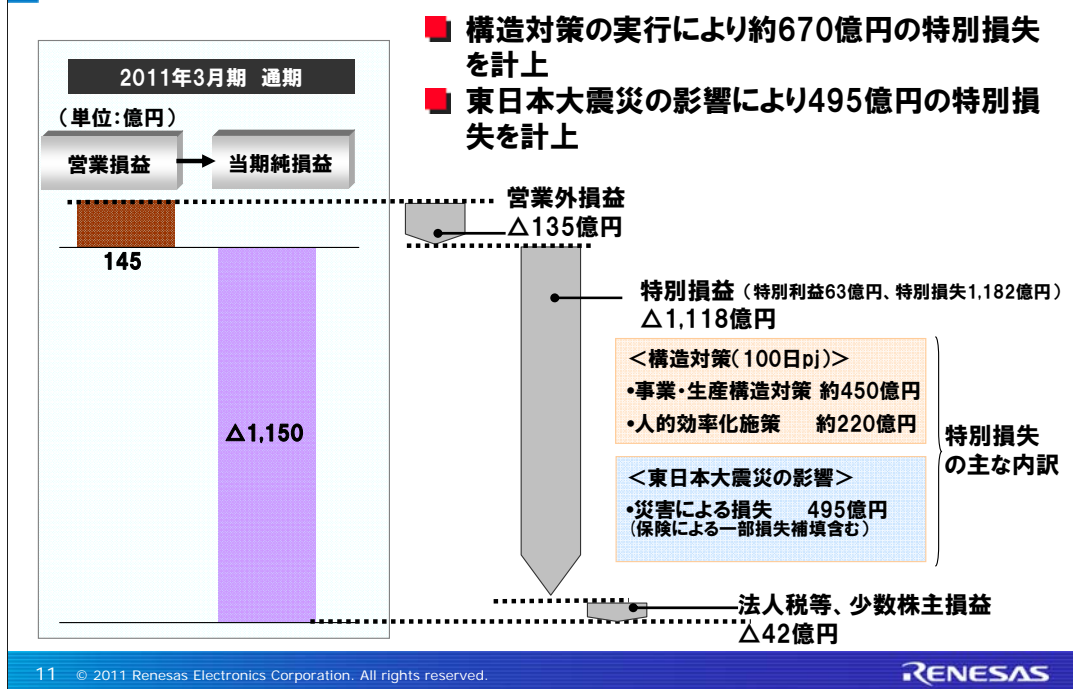 ■ 構造対策の実行により約670億円の特別損失
を計上
■ 東日本大震災の影響により495億円の特別損
失を計上
2011年3月期 通期
（単位:億円）
営業損益
当期純損益
145
△1,150
営業外損益
△135億円
特別損益（特別利益63億円、特別損失1,182億円）
△1,118億円
＜構造対策（100日pj）＞
•事業・生産構造対策 約450億円
•人的効率化施策 約220億円
＜東日本大震災の影響＞
•災害による損失 495億円
（保険による一部損失補填含む）
特別損失
の主な内訳
法人税等、少数株主損益
△42億円
11 © 2011 Renesas Electronics Corporation. All rights reserved.
RENESAS